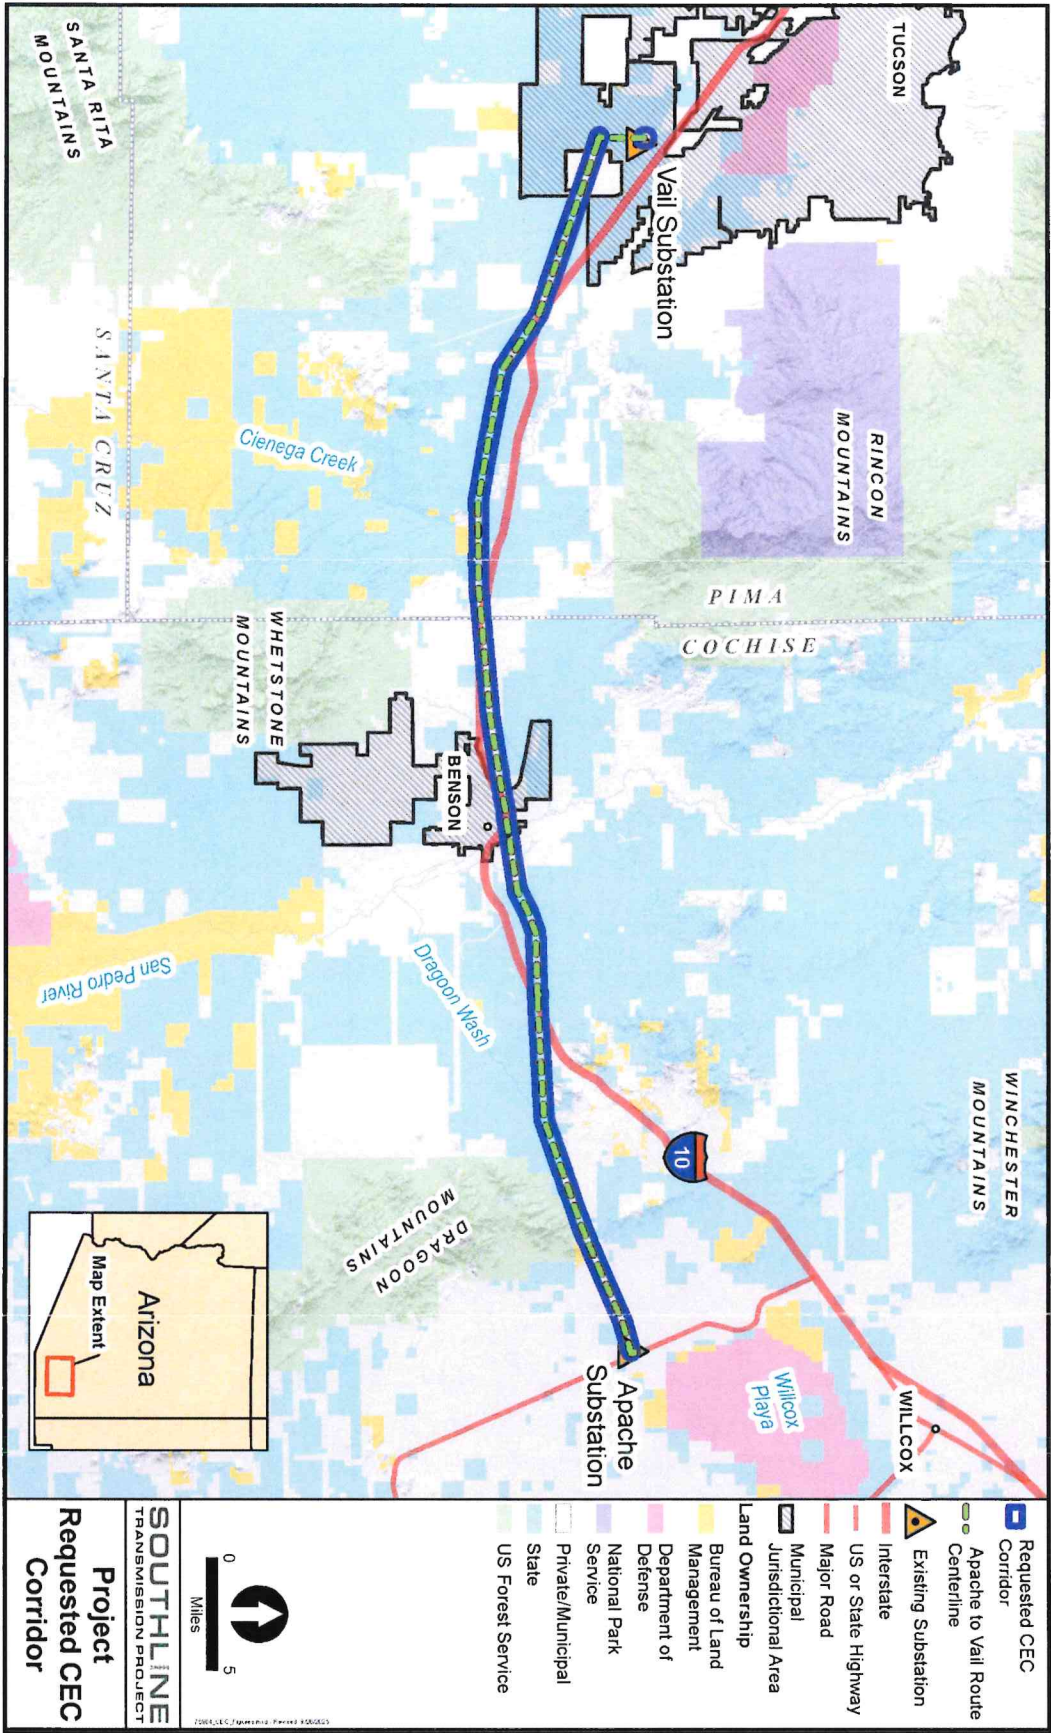 TUCSON
SANTA RITA
MOUNTAINS
Vail Substation
RINCON
MOUNTAINS
SANTA CRUZ
Cienega Creek
PIMA
COCHISE
WHETSTONE
MOUNTAINS
BENSON
San Pedro River
Dragoon Wash
WINCHESTER
MOUNTAINS
10
DRAGOON
MOUNTAINS
Apache
Substation
Willcox
Playa
WILLCOX
Arizona
Map Extent
Requested CEC
Corridor
Apache to Vail Route
Centerline
Existing Substation
Interstate
US or State Highway
Major Road
Municipal
Jurisdictional Area
Land Ownership
Bureau of Land
Management
Department of
Defense
National Park
Service
Private/Municipal
State
US Forest Service
0
5
Miles
SOUTHLINE
TRANSMISSION PROJECT
Project
Requested CEC
Corridor